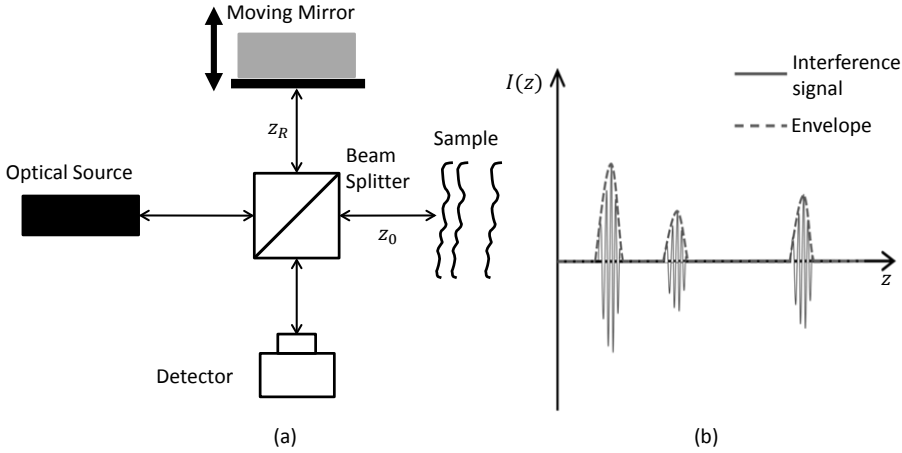 Moving Mirror
z_R
Optical Source
Beam
Splitter
Sample
z_0
Detector
(a)
I(z)
Interference
signal
Envelope
z
(b)